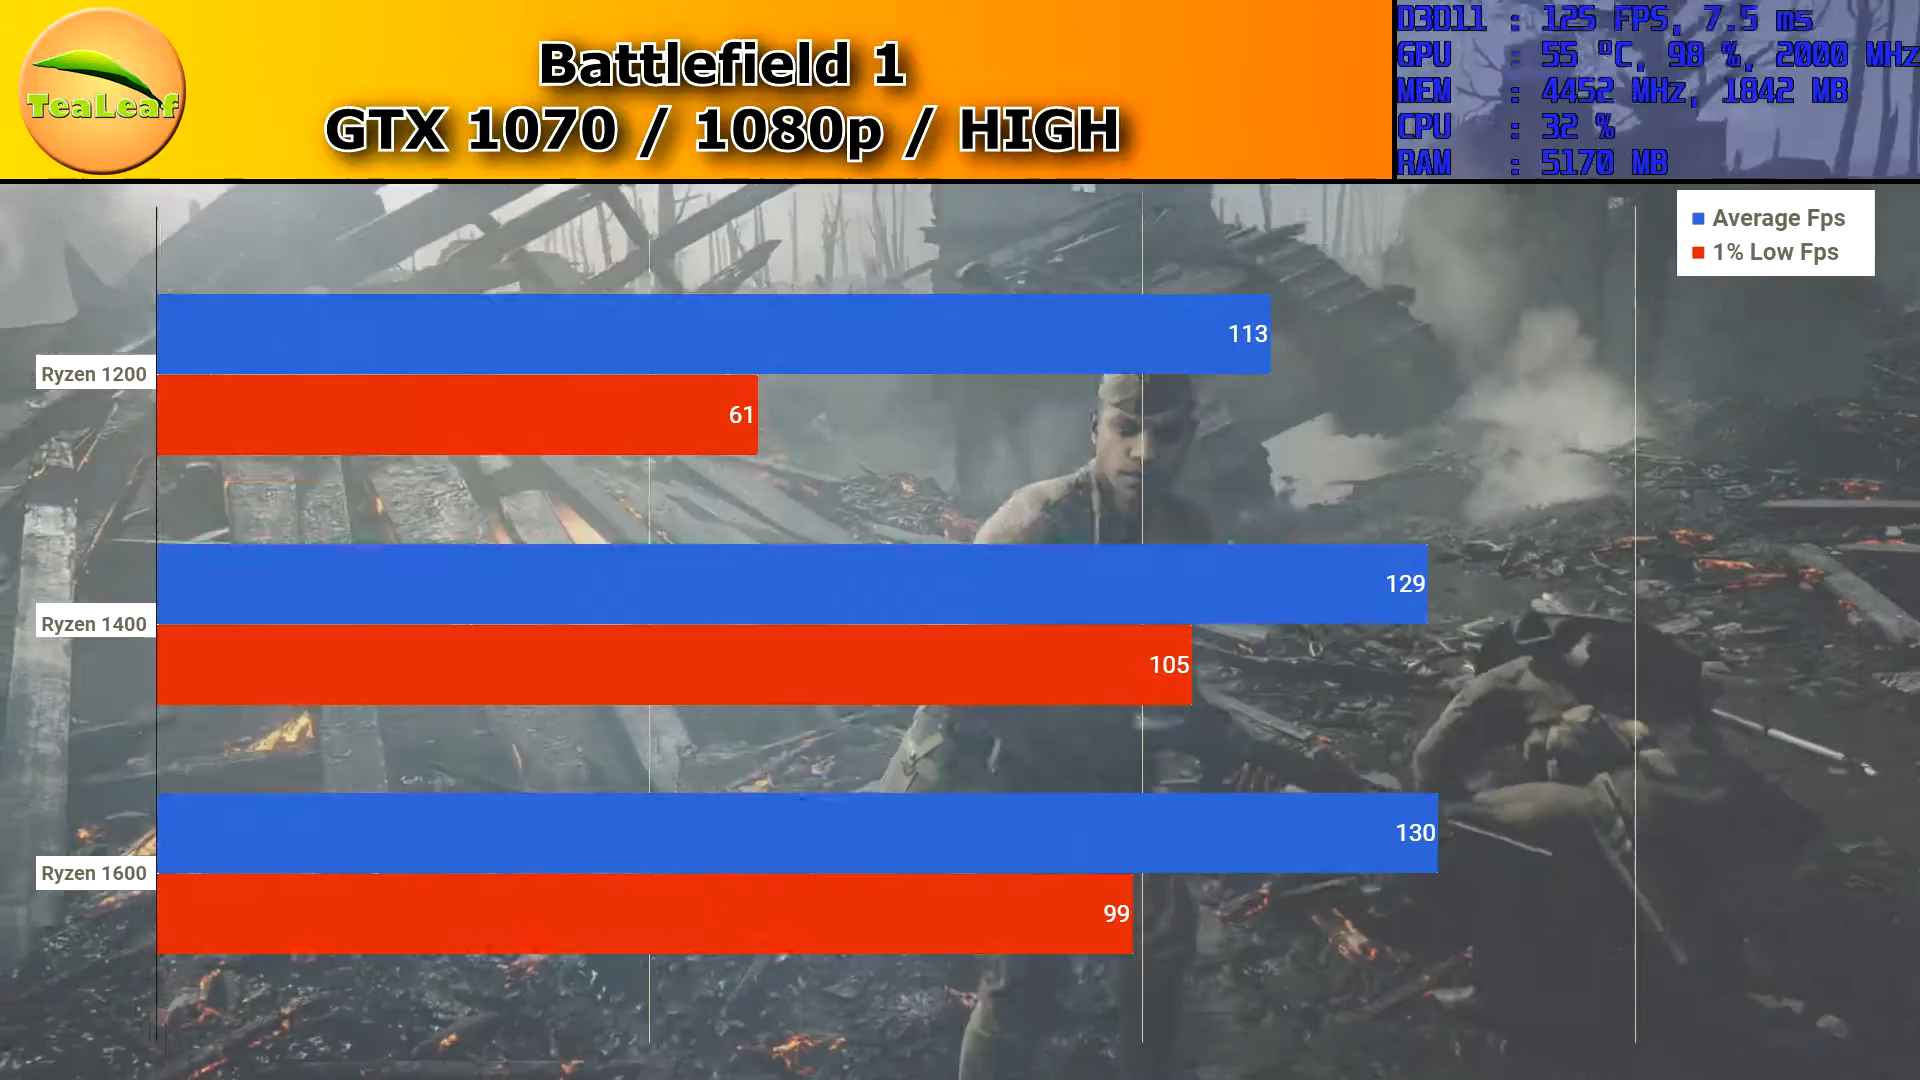 TeaLeaf
Battlefield 1
GTX 1070 / 1080p / HIGH
D3D11 : 125 FPS, 7.5 ms
GPU : 55 °C, 98 %, 2000 MHz
MEM : 4452 MHz, 1842 MB
CPU : 32 %
RAM : 5170 MB
Average Fps
1% Low Fps
113
Ryzen 1200
61
129
Ryzen 1400
105
130
Ryzen 1600
99